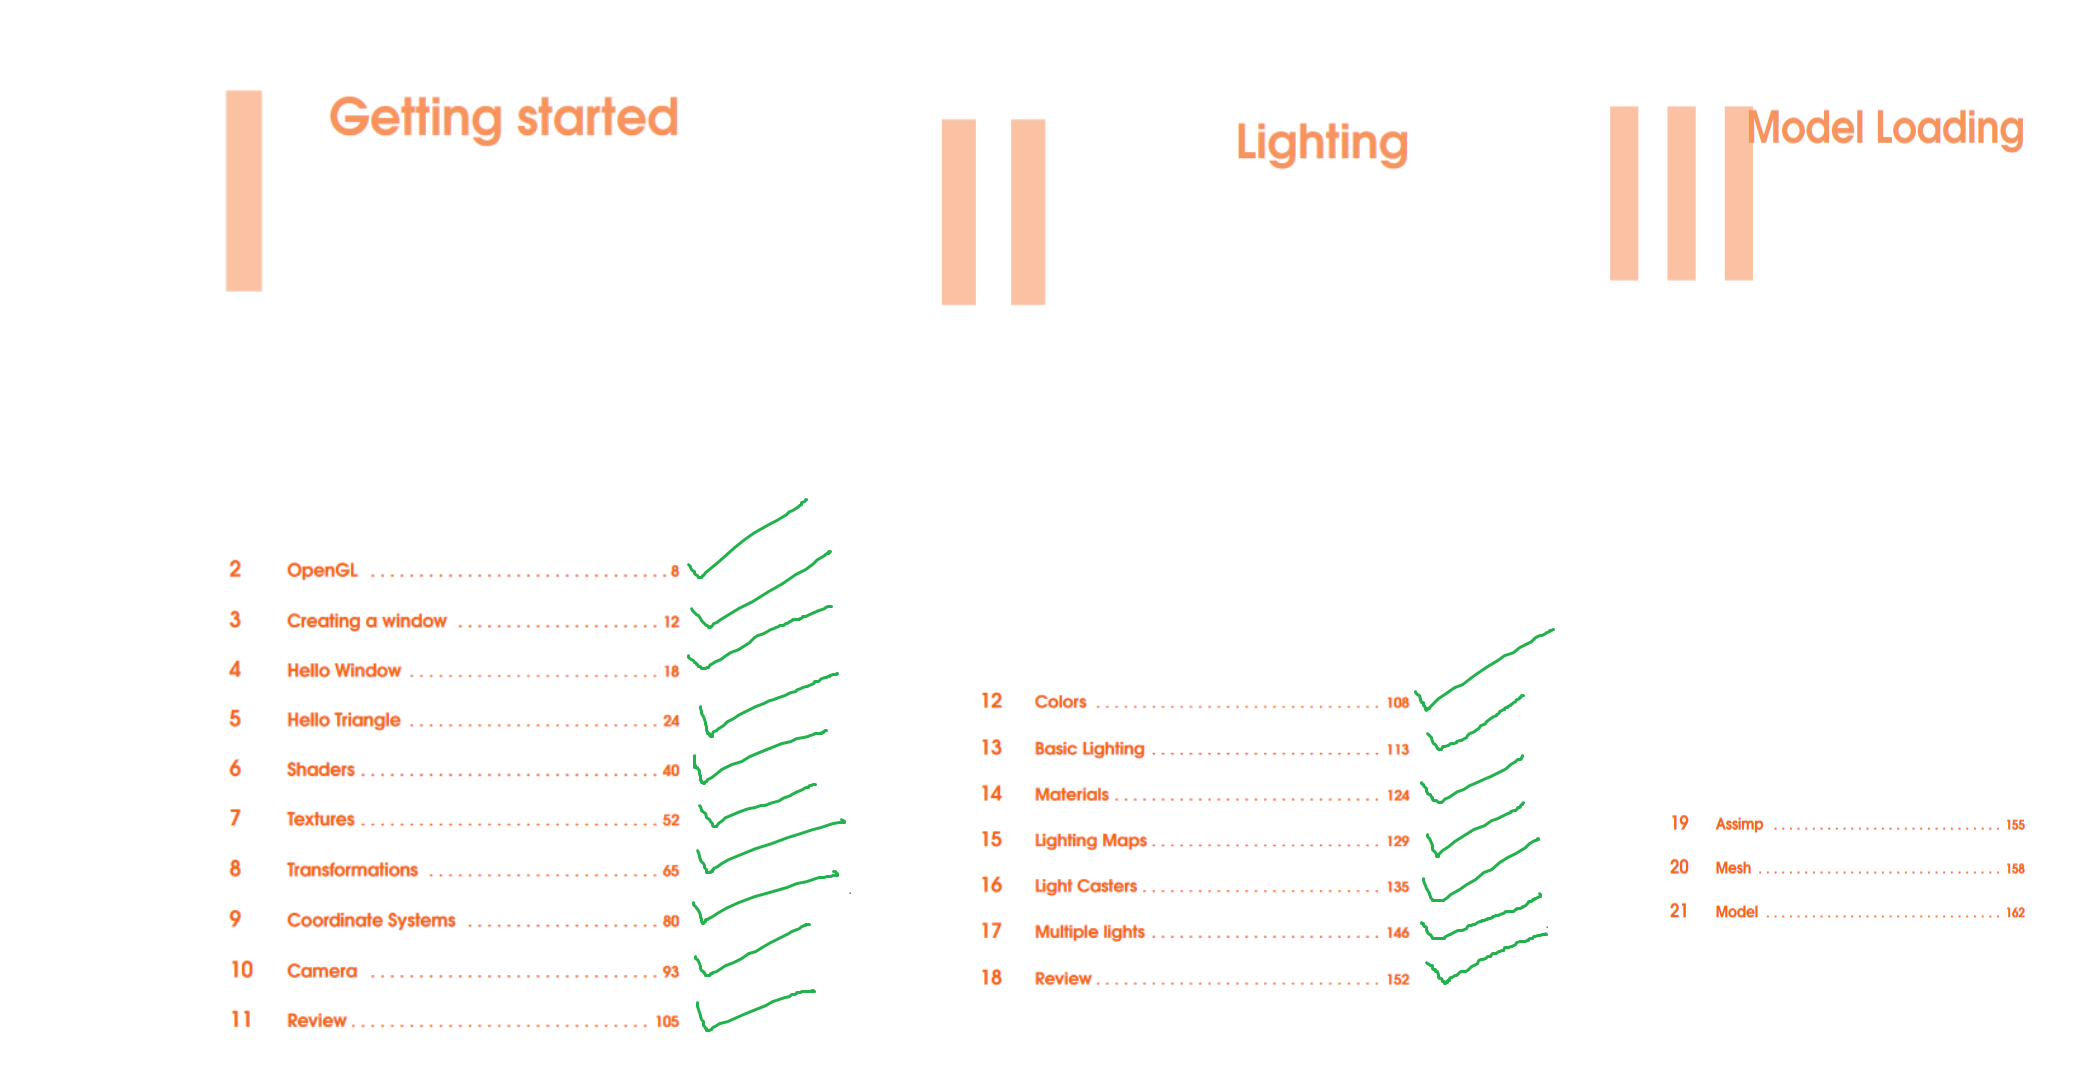 Getting started
2 OpenGL .............................. 8
3 Creating a window .................... 12
4 Hello Window ......................... 18
5 Hello Triangle ......................... 24
6 Shaders .............................. 40
7 Textures .............................. 52
8 Transformations ....................... 65
9 Coordinate Systems ................... 80
10 Camera ............................. 93
11 Review .............................. 105
Lighting
12 Colors .............................. 108
13 Basic Lighting ........................ 113
14 Materials ............................ 124
15 Lighting Maps ........................ 129
16 Light Casters ......................... 135
17 Multiple lights ........................ 146
18 Review .............................. 152
Model Loading
19 Assimp .............................. 155
20 Mesh ................................ 158
21 Model ............................... 162